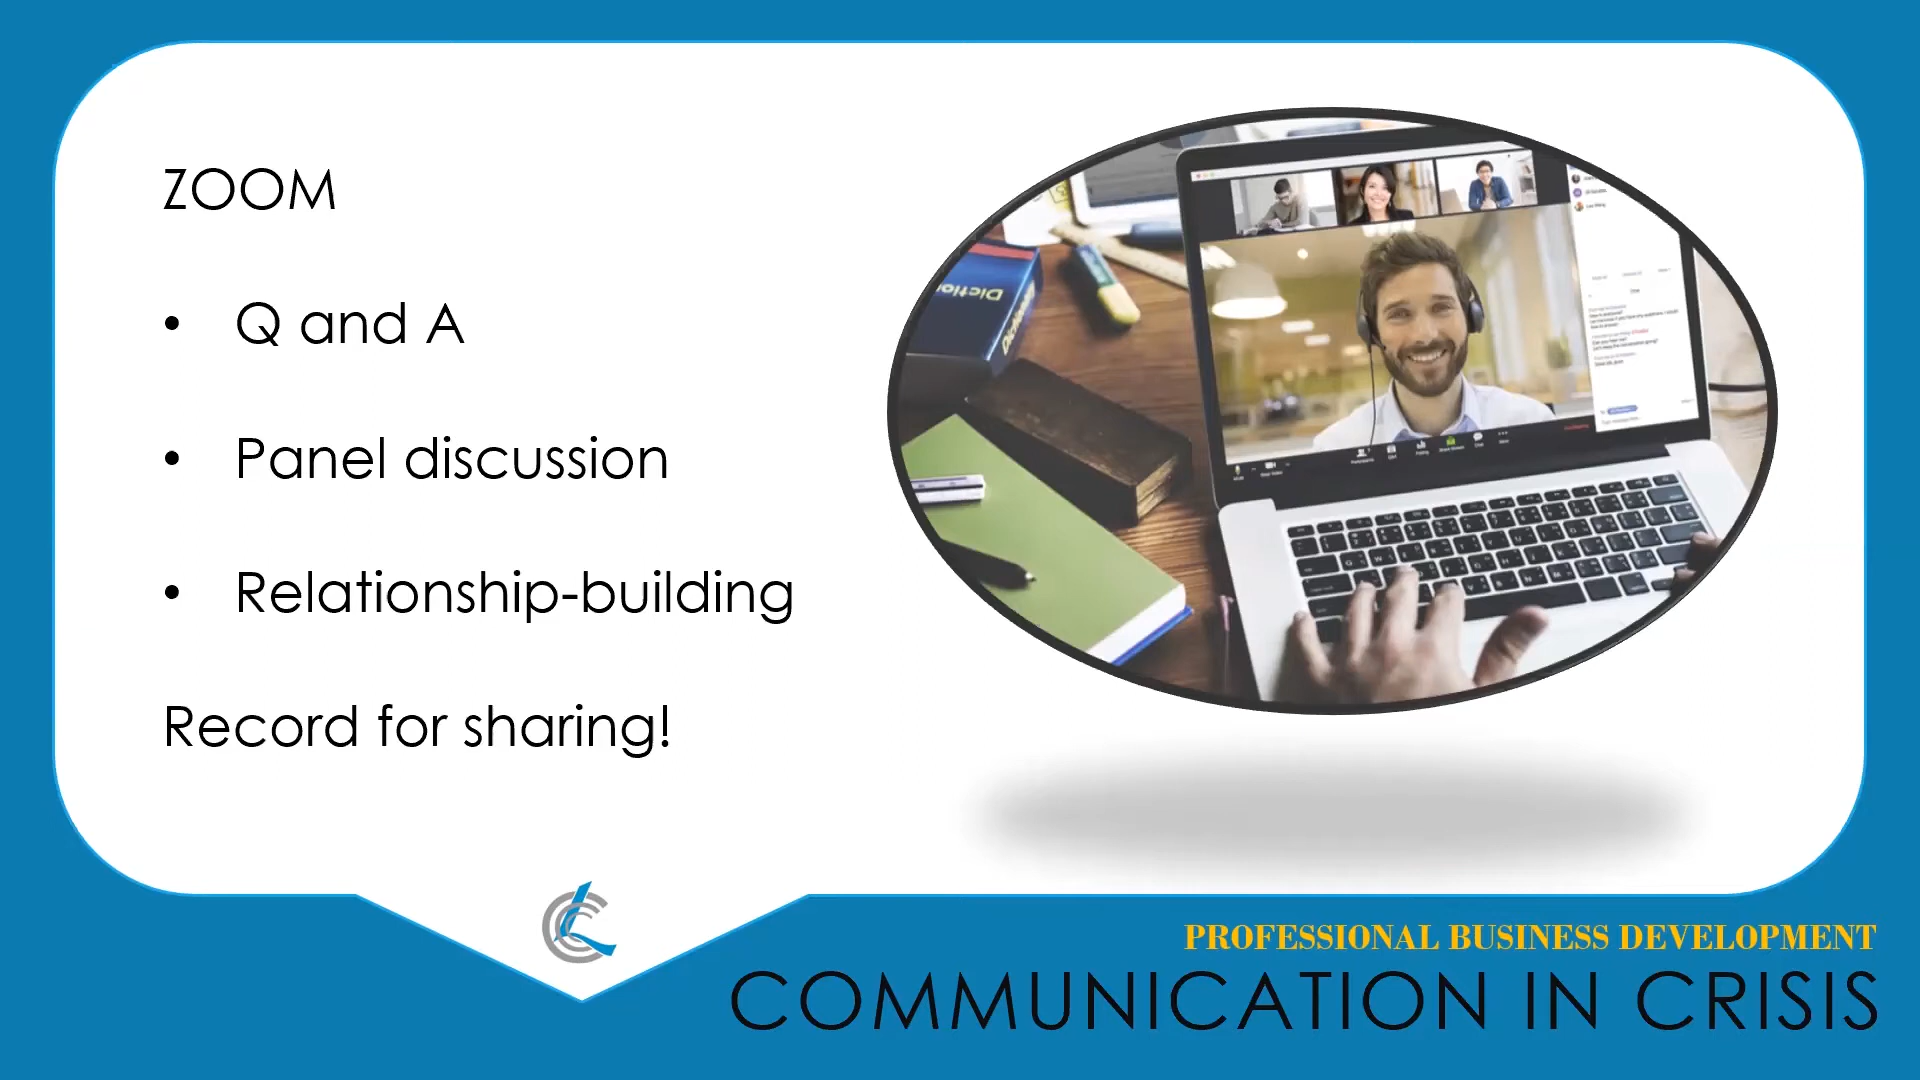 ZOOM
• Q and A
• Panel discussion
• Relationship-building
Record for sharing!
PROFESSIONAL BUSINESS DEVELOPMENT
COMMUNICATION IN CRISIS